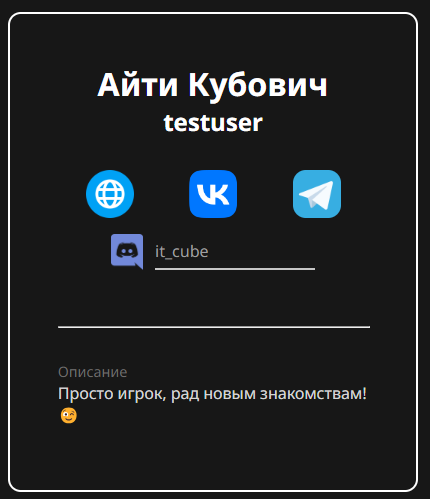 Айти Кубович
testuser
it_cube
Описание
Просто игрок, рад новым знакомствам!
😉